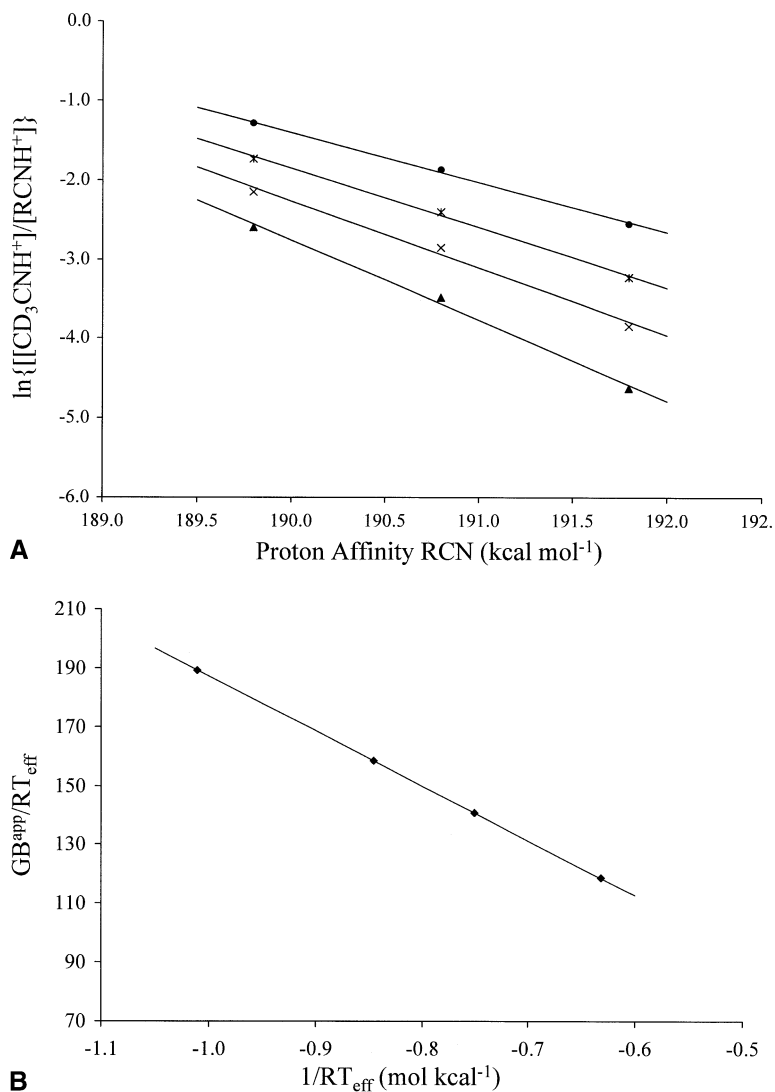 0.0
-1.0
-2.0
-3.0
-4.0
-5.0
-6.0
ln{[[CD₃CNH⁺]/[RCNH⁺]}
189.0 189.5 190.0 190.5 191.0 191.5 192.0 192.
A
Proton Affinity RCN (kcal mol⁻¹)
210
190
170
150
130
110
90
70
GBᵃᵖᵖ/RTeff
-1.1 -1.0 -0.9 -0.8 -0.7 -0.6 -0.5
B
1/RTeff (mol kcal⁻¹)